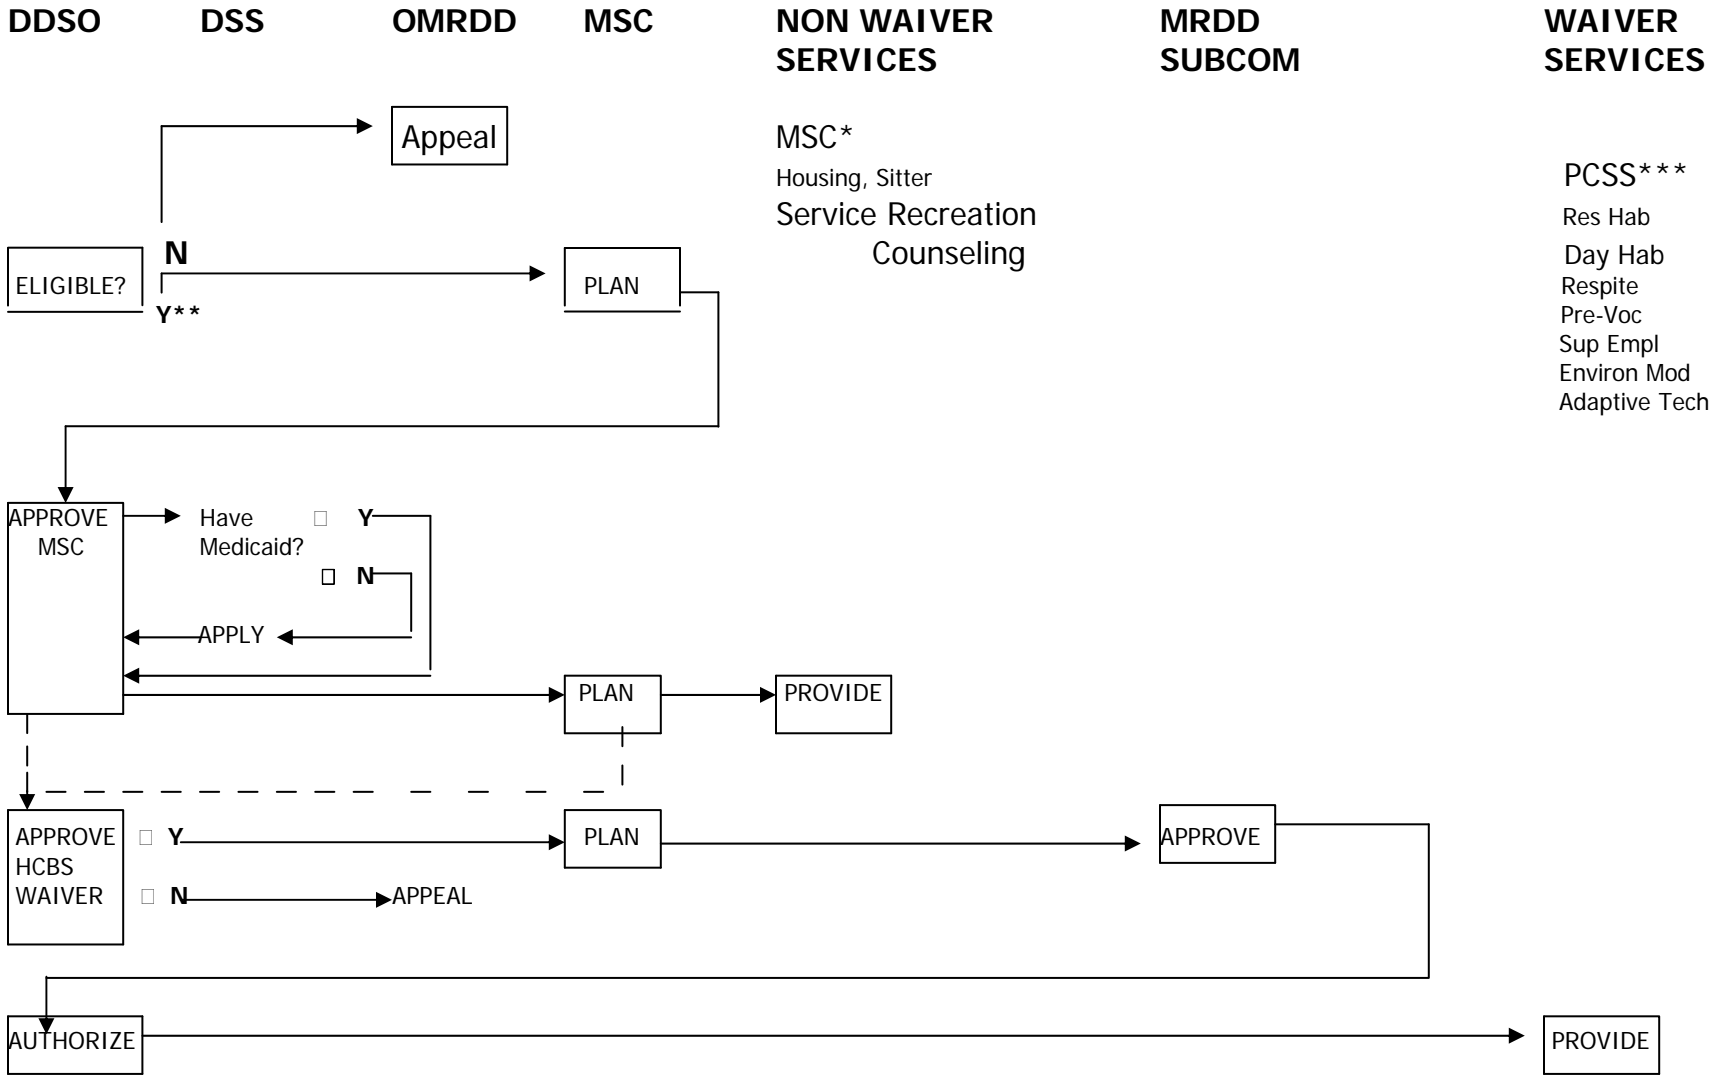 DDSO DSS OMRDD MSC NON WAIVER MRDD WAIVER
SERVICES SUBCOM SERVICES
Appeal
MSC*
Housing, Sitter
Service Recreation
Counseling
PCSS***
Res Hab
Day Hab
Respite
Pre-Voc
Sup Empl
Environ Mod
Adaptive Tech
N
ELIGIBLE?
Y**
PLAN
APPROVE
MSC
Have Y
Medicaid?
N
APPLY
PLAN
PROVIDE
APPROVE Y
HCBS
WAIVER N
PLAN
APPEAL
APPROVE
AUTHORIZE
PROVIDE